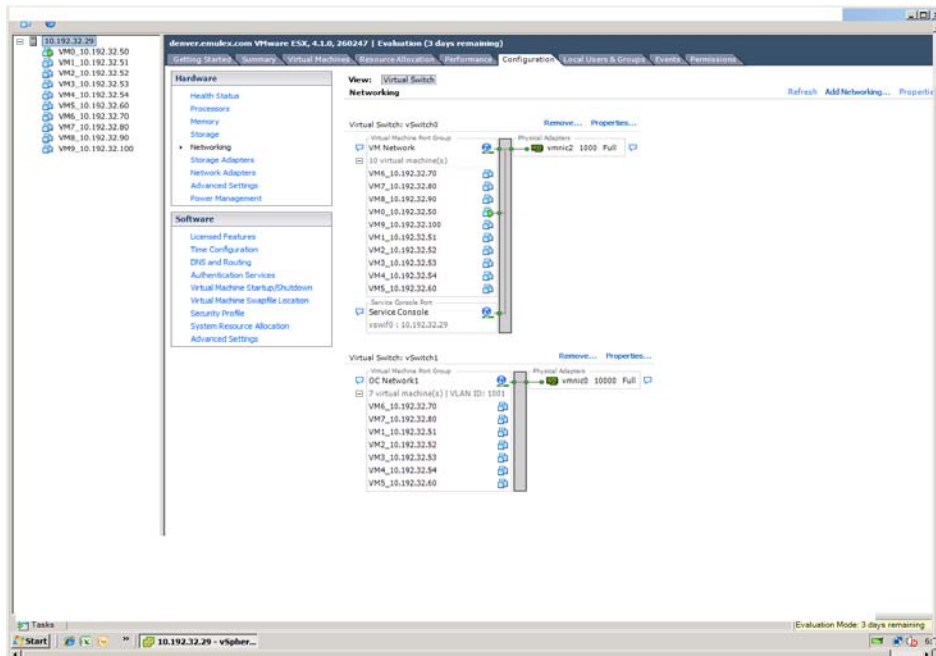 10.192.32.29
VM0_10.192.32.50
VM1_10.192.32.51
VM2_10.192.32.52
VM3_10.192.32.53
VM4_10.192.32.54
VM5_10.192.32.60
VM6_10.192.32.70
VM7_10.192.32.80
VM8_10.192.32.90
VM9_10.192.32.100
denver.emulex.com VMware ESX, 4.1.0, 260247 | Evaluation (3 days remaining)
Getting Started Summary Virtual Machines Resource Allocation Performance Configuration Local Users & Groups Events Permissions
Hardware
Health Status
Processors
Memory
Storage
Networking
Storage Adapters
Network Adapters
Advanced Settings
Power Management
Software
Licensed Features
Time Configuration
DNS and Routing
Authentication Services
Virtual Machine Startup/Shutdown
Virtual Machine Swapfile Location
Security Profile
System Resource Allocation
Advanced Settings
View: Virtual Switch
Networking
Refresh Add Networking... Propertie
Virtual Switch: vSwitch0 Remove... Properties...
Virtual Machine Port Group Physical Adapters
VM Network vmnic2 1000 Full
10 virtual machine(s)
VM6_10.192.32.70
VM7_10.192.32.80
VM8_10.192.32.90
VM0_10.192.32.50
VM9_10.192.32.100
VM1_10.192.32.51
VM2_10.192.32.52
VM3_10.192.32.53
VM4_10.192.32.54
VM5_10.192.32.60
Service Console Port
Service Console
vswif0 : 10.192.32.29
Virtual Switch: vSwitch1 Remove... Properties...
Virtual Machine Port Group Physical Adapters
OC Network1 vmnic0 10000 Full
7 virtual machine(s) | VLAN ID: 1001
VM6_10.192.32.70
VM7_10.192.32.80
VM1_10.192.32.51
VM2_10.192.32.52
VM3_10.192.32.53
VM4_10.192.32.54
VM5_10.192.32.60
Tasks
Evaluation Mode: 3 days remaining
Start » 10.192.32.29 - vSpher...